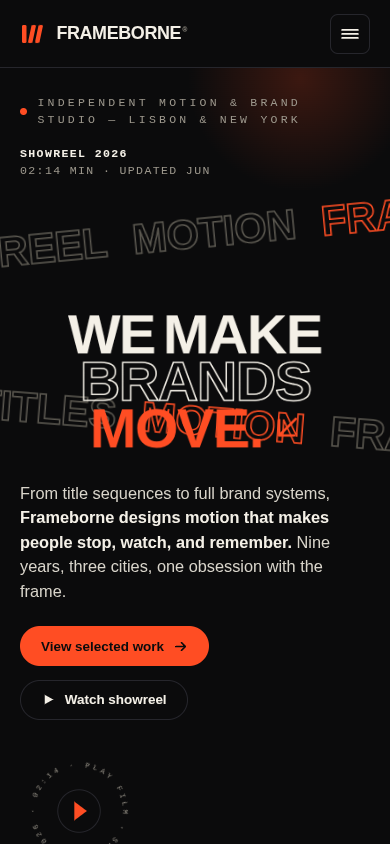 FRAMEBORNE®
INDEPENDENT MOTION & BRAND
STUDIO — LISBON & NEW YORK
SHOWREEL 2026
02:14 MIN · UPDATED JUN
REEL MOTION FRA
WE MAKE
BRANDS
MOVE.
TITLES MOTION FRA
From title sequences to full brand systems,
Frameborne designs motion that makes
people stop, watch, and remember. Nine
years, three cities, one obsession with the
frame.
View selected work →
Watch showreel
02:14 · PLAY FILM ·